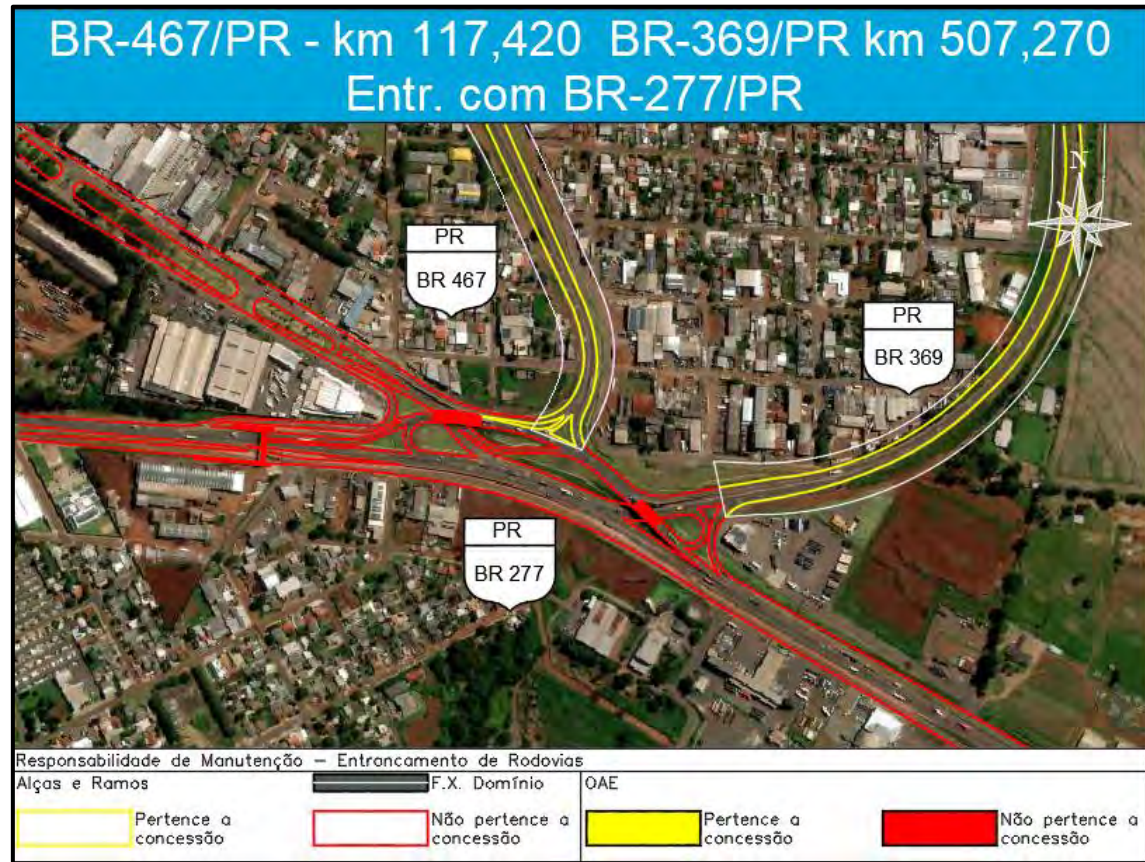 BR-467/PR - km 117,420 BR-369/PR km 507,270
Entr. com BR-277/PR
N
PR
BR 467
PR
BR 369
PR
BR 277
Responsabilidade de Manutenção – Entroncamento de Rodovias
Alças e Ramos
F.X. Domínio
OAE
Pertence a
concessão
Não pertence a
concessão
Pertence a
concessão
Não pertence a
concessão